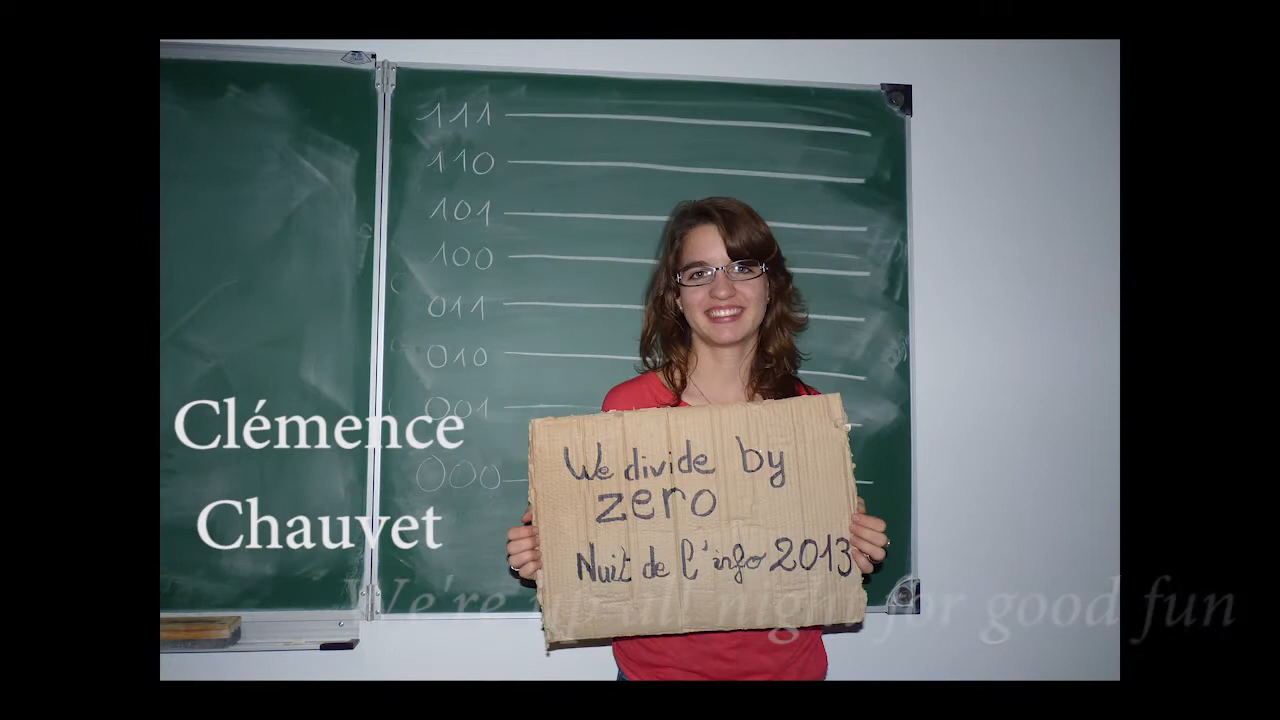 111
110
101
100
011
010
001
000
Clémence
Chauvet
We divide by
zero
Nuit de l'info 2013
We're up all night for good fun